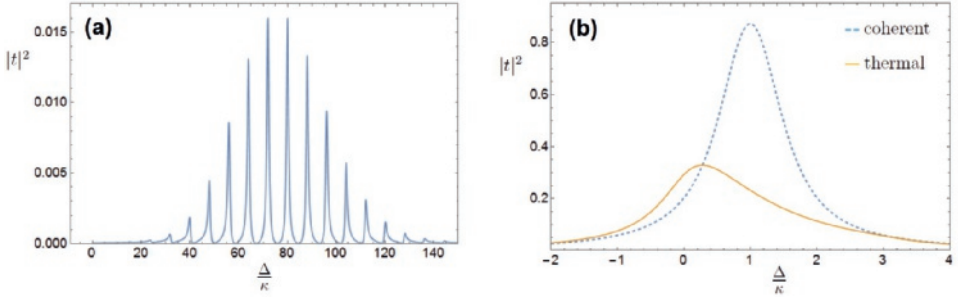 (a)
|t|²
0.015
0.010
0.005
0.000
0 20 40 60 80 100 120 140
Δ/κ
(b)
|t|²
0.8
0.6
0.4
0.2
-2 -1 0 1 2 3 4
Δ/κ
coherent
thermal